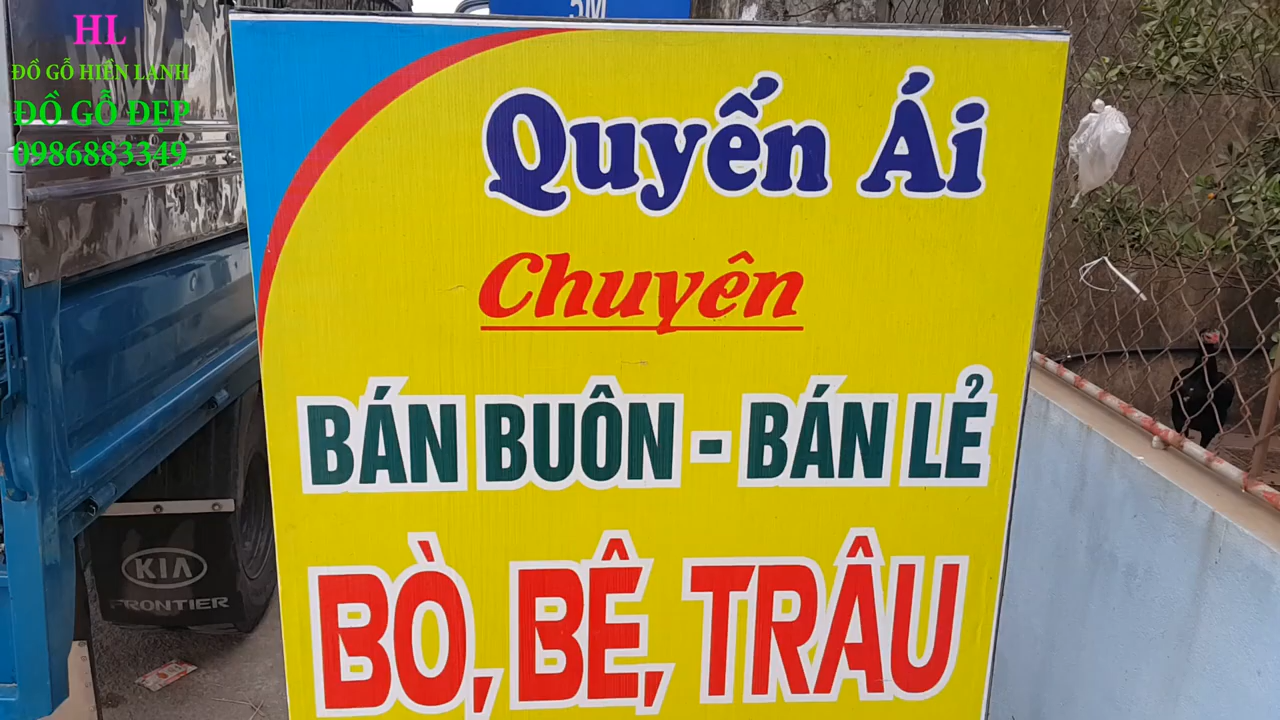 HL
ĐỒ GỖ HIỀN LANH
ĐỒ GỖ ĐẸP
0986883349
5M
Quyến Ái
Chuyên
BÁN BUÔN - BÁN LẺ
BÒ, BÊ, TRÂU
KIA
FRONTIER